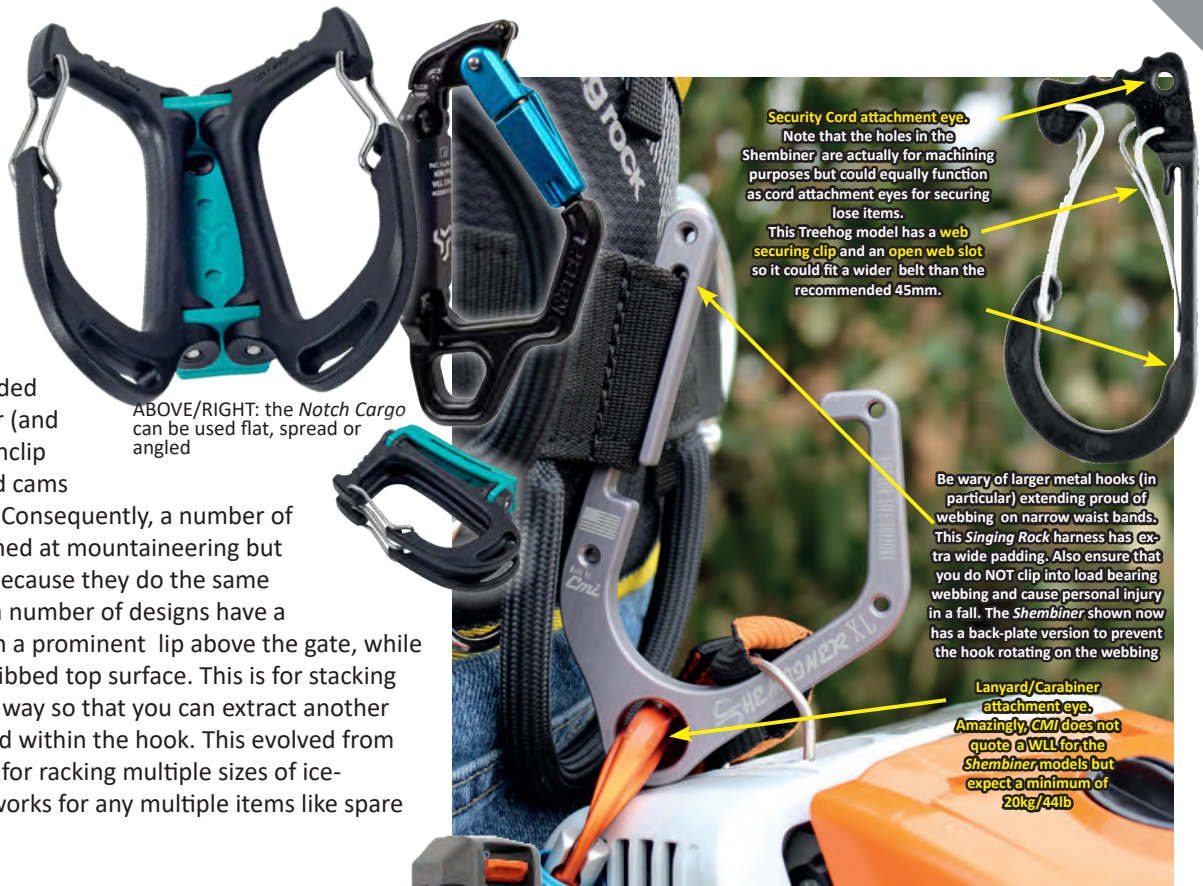 g rock
Security Cord attachment eye.
Note that the holes in the
Shembiner are actually for machining
purposes but could equally function
as cord attachment eyes for securing
lose items.
This Treehog model has a web
securing clip and an open web slot
so it could fit a wider belt than the
recommended 45mm.
ABOVE/RIGHT: the Notch Cargo
can be used flat, spread or
angled
ded
r (and
nclip
d cams
Consequently, a number of
ned at mountaineering but
ecause they do the same
a number of designs have a
n a prominent lip above the gate, while
ibbed top surface. This is for stacking
way so that you can extract another
d within the hook. This evolved from
for racking multiple sizes of ice-
works for any multiple items like spare
Be wary of larger metal hooks (in
particular) extending proud of
webbing on narrow waist bands.
This Singing Rock harness has ex-
tra wide padding. Also ensure that
you do NOT clip into load bearing
webbing and cause personal injury
in a fall. The Shembiner shown now
has a back-plate version to prevent
the hook rotating on the webbing
Made by
CMI
SHEMBINER XL
Lanyard/Carabiner
attachment eye.
Amazingly, CMI does not
quote a WLL for the
Shembiner models but
expect a minimum of
20kg/44lb